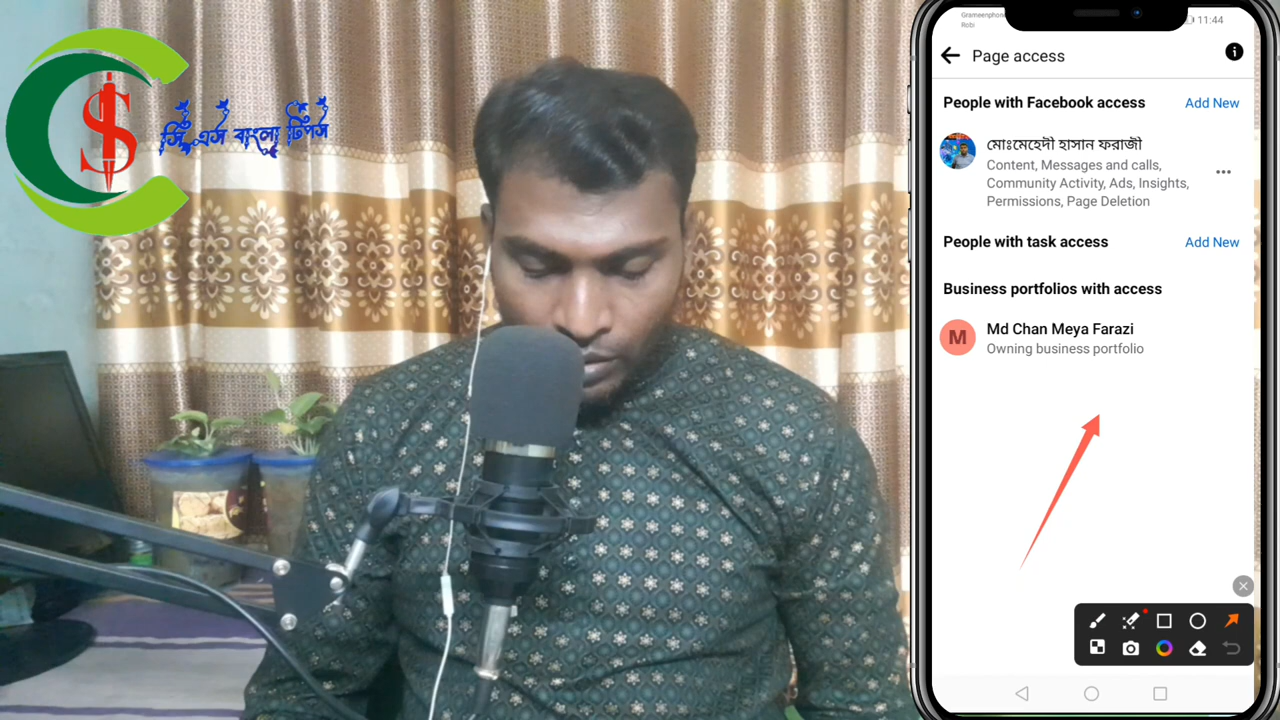 সি এস বাংলা টিপস
Grameenphone
Robi
11:44
Page access
People with Facebook access
Add New
মোঃমেহেদী হাসান ফরাজী
Content, Messages and calls,
Community Activity, Ads, Insights,
Permissions, Page Deletion
People with task access
Add New
Business portfolios with access
M
Md Chan Meya Farazi
Owning business portfolio